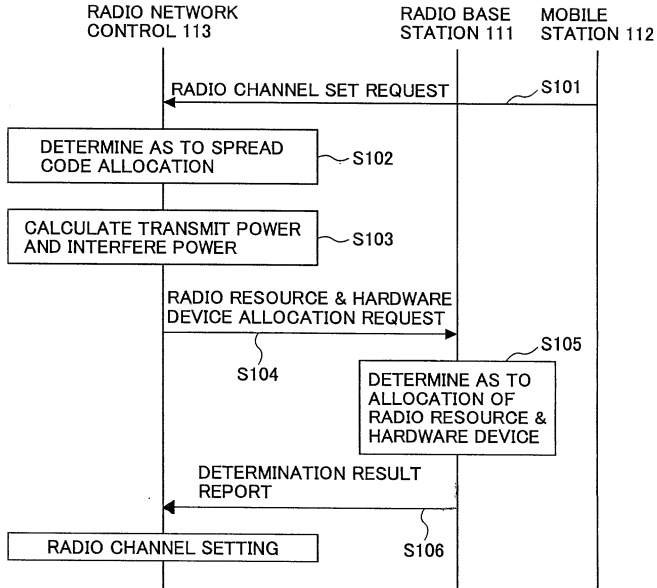 RADIO NETWORK
CONTROL 113
RADIO BASE
STATION 111
MOBILE
STATION 112
RADIO CHANNEL SET REQUEST
S101
DETERMINE AS TO SPREAD
CODE ALLOCATION
S102
CALCULATE TRANSMIT POWER
AND INTERFERE POWER
S103
RADIO RESOURCE & HARDWARE
DEVICE ALLOCATION REQUEST
S104
S105
DETERMINE AS TO
ALLOCATION OF
RADIO RESOURCE &
HARDWARE DEVICE
DETERMINATION RESULT
REPORT
S106
RADIO CHANNEL SETTING